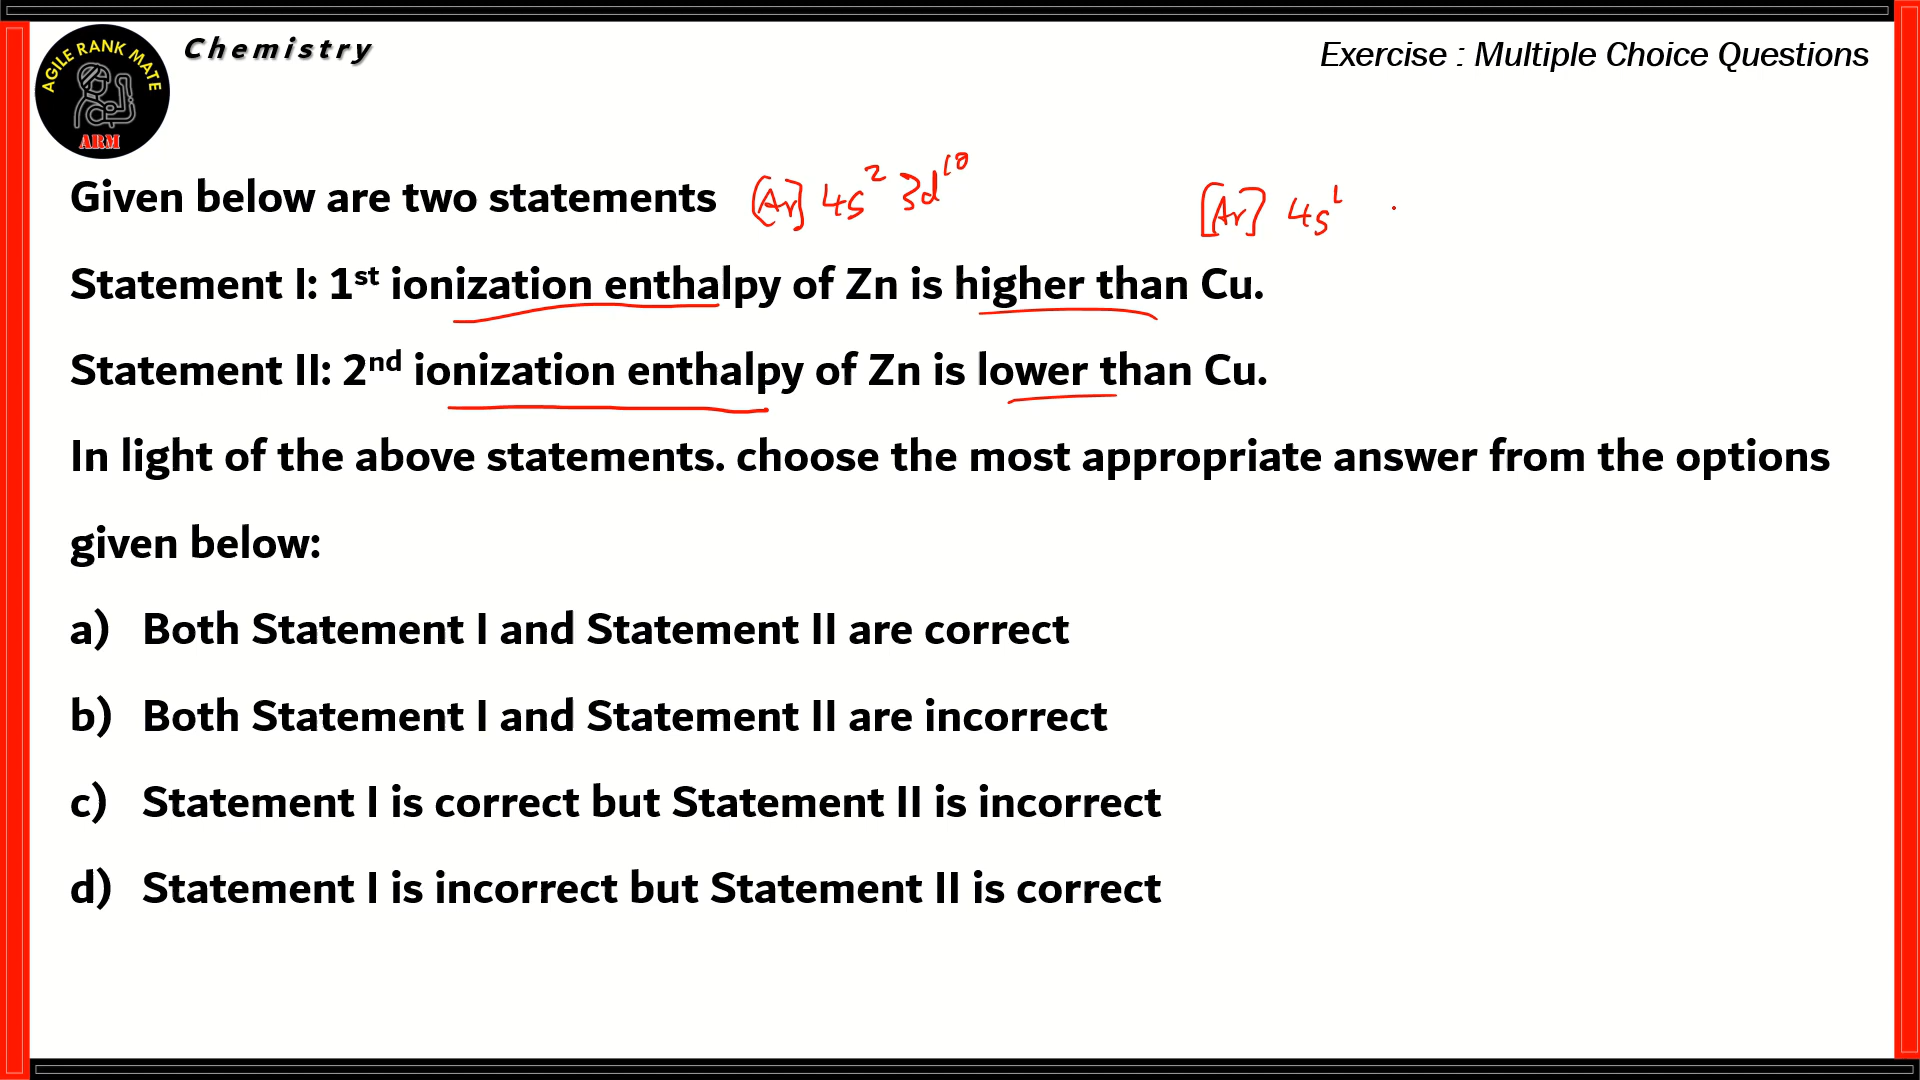 AGILE RANK MATE
ARM
Chemistry
Exercise : Multiple Choice Questions
Given below are two statements [Ar] 4s² 3d¹⁰ [Ar] 4s¹
Statement I: 1ˢᵗ ionization enthalpy of Zn is higher than Cu.
Statement II: 2ⁿᵈ ionization enthalpy of Zn is lower than Cu.
In light of the above statements. choose the most appropriate answer from the options
given below:
a) Both Statement I and Statement II are correct
b) Both Statement I and Statement II are incorrect
c) Statement I is correct but Statement II is incorrect
d) Statement I is incorrect but Statement II is correct